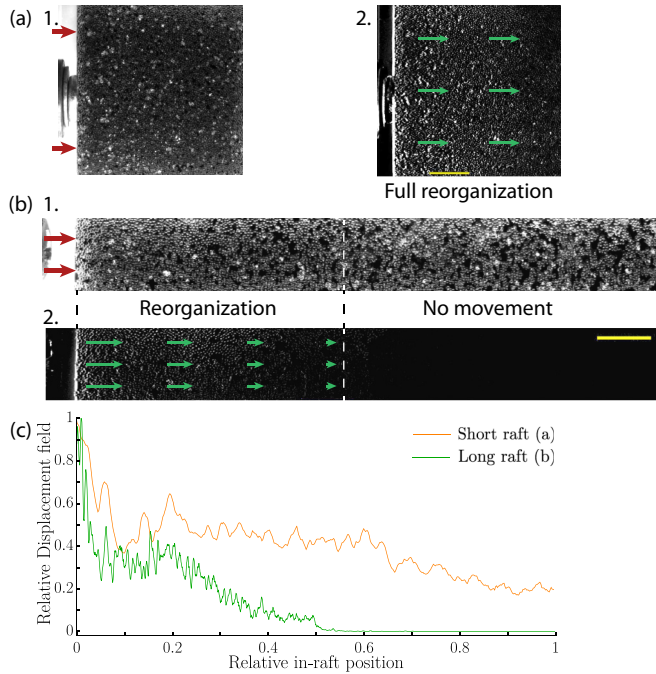 (a) 1.
2.
Full reorganization
(b) 1.
Reorganization
No movement
2.
(c)
Short raft (a)
Long raft (b)
Relative Displacement field
1
0.8
0.6
0.4
0.2
0
0
0.2
0.4
0.6
0.8
1
Relative in-raft position